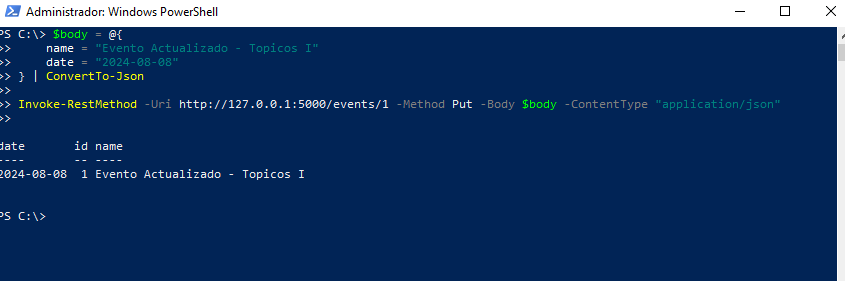 Administrador: Windows PowerShell
PS C:\> $body = @{
>>     name = "Evento Actualizado - Topicos I"
>>     date = "2024-08-08"
>> } | ConvertTo-Json
>>
>> Invoke-RestMethod -Uri http://127.0.0.1:5000/events/1 -Method Put -Body $body -ContentType "application/json"
>>
date       id name
----       -- ----
2024-08-08  1 Evento Actualizado - Topicos I
PS C:\>